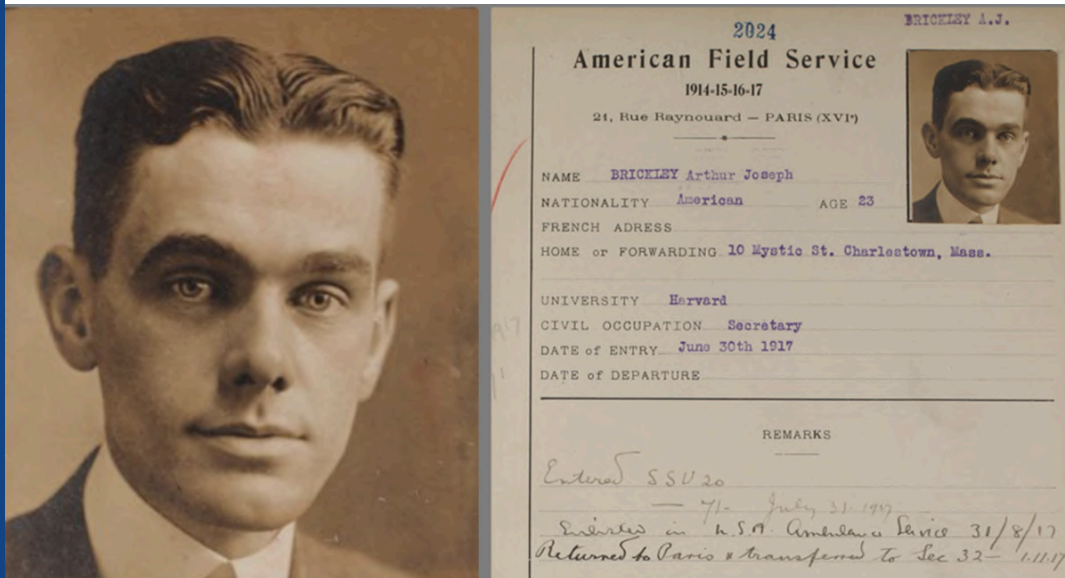 BRICKLEY A.J.
2024
American Field Service
1914-15-16-17
21, Rue Raynouard — PARIS (XVIe)
NAME BRICKLEY Arthur Joseph
NATIONALITY American AGE 23
FRENCH ADRESS
HOME or FORWARDING 10 Mystic St. Charlestown, Mass.
UNIVERSITY Harvard
CIVIL OCCUPATION Secretary
DATE of ENTRY June 30th 1917
DATE of DEPARTURE
REMARKS
Entered SSU 20
— 71- July 31. 1917
Enlisted in U.S.A. Ambulance Service 31/8/17
Returned to Paris & transferred to Sec 32 — 1.11.17